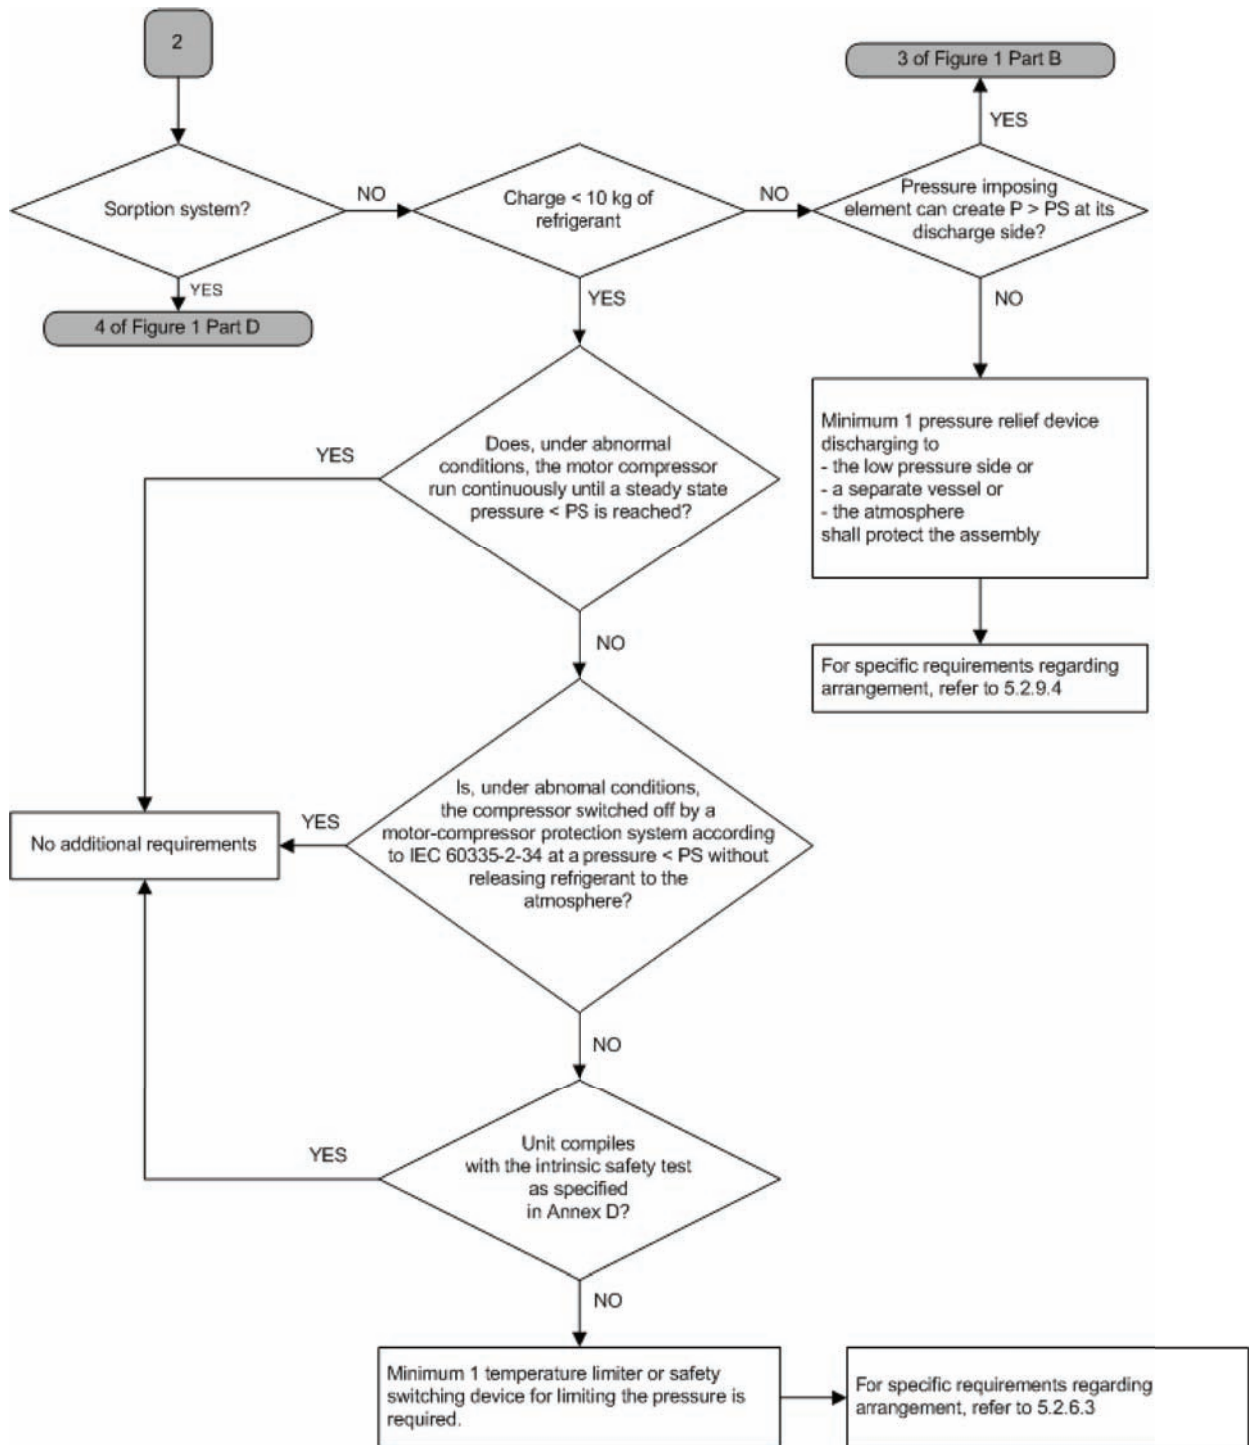 2
3 of Figure 1 Part B
YES
Sorption system?
NO
Charge < 10 kg of
refrigerant
NO
Pressure imposing
element can create P > PS at its
discharge side?
YES
4 of Figure 1 Part D
YES
NO
Minimum 1 pressure relief device
discharging to
- the low pressure side or
- a separate vessel or
- the atmosphere
shall protect the assembly
YES
Does, under abnormal
conditions, the motor compressor
run continuously until a steady state
pressure < PS is reached?
NO
For specific requirements regarding
arrangement, refer to 5.2.9.4
No additional requirements
YES
Is, under abnomal conditions,
the compressor switched off by a
motor-compressor protection system according
to IEC 60335-2-34 at a pressure < PS without
releasing refrigerant to the
atmosphere?
NO
YES
Unit compiles
with the intrinsic safety test
as specified
in Annex D?
NO
Minimum 1 temperature limiter or safety
switching device for limiting the pressure is
required.
For specific requirements regarding
arrangement, refer to 5.2.6.3